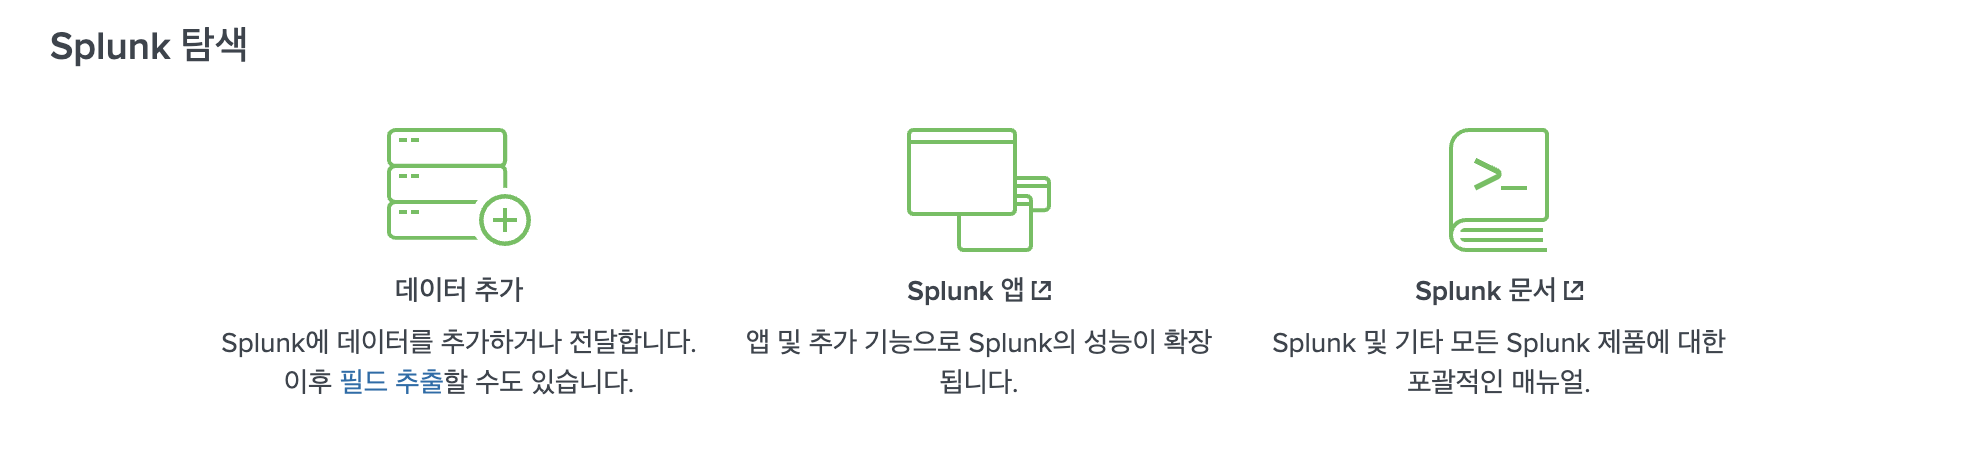 Splunk 탐색
데이터 추가
Splunk에 데이터를 추가하거나 전달합니다.
이후 필드 추출할 수도 있습니다.
Splunk 앱
앱 및 추가 기능으로 Splunk의 성능이 확장
됩니다.
Splunk 문서
Splunk 및 기타 모든 Splunk 제품에 대한
포괄적인 매뉴얼.